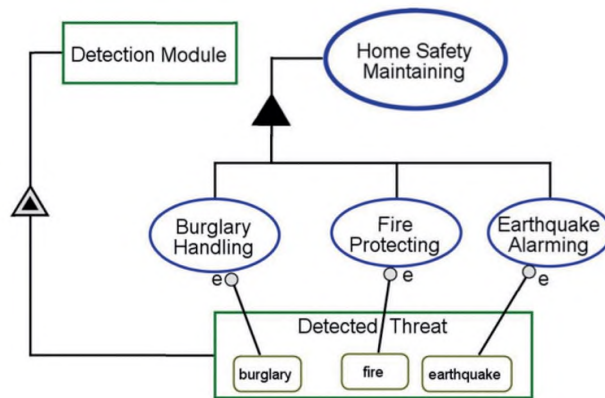 Detection Module
Home Safety
Maintaining
Burglary
Handling
Fire
Protecting
Earthquake
Alarming
e
e
e
Detected Threat
burglary
fire
earthquake